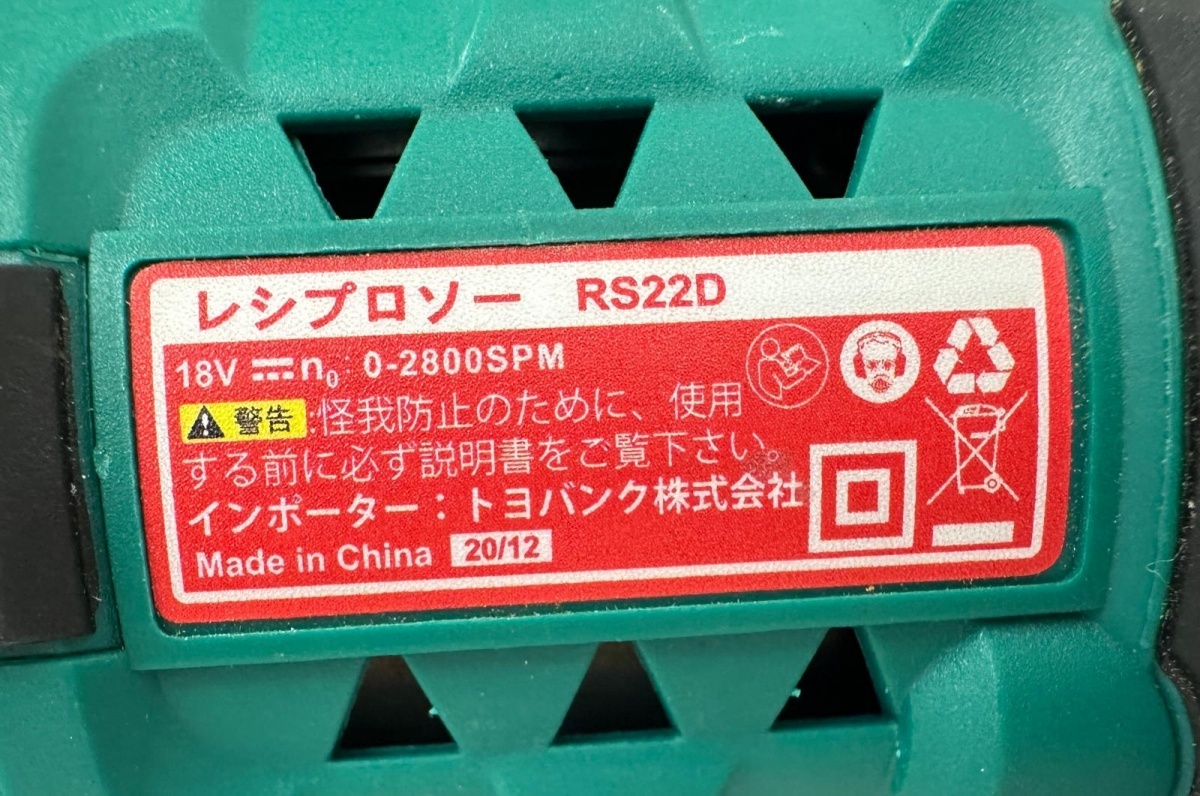 レシプロソー RS22D
18V ⎓ n₀ 0-2800SPM
⚠ 警告:怪我防止のために、使用
する前に必ず説明書をご覧下さい。
インポーター：トヨバンク株式会社
Made in China 20/12